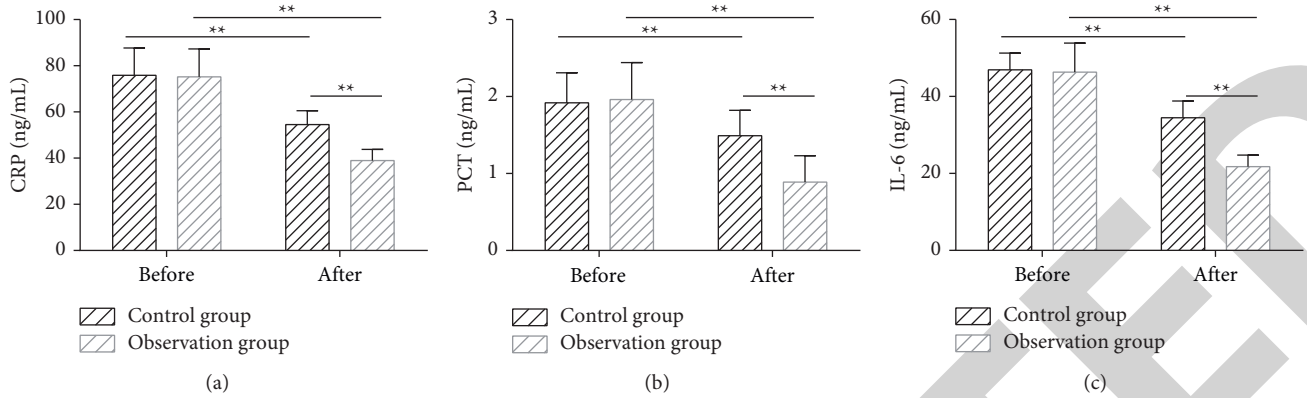 CRP (ng/mL)
100
80
60
40
20
0
**
**
**
Before
After
Control group
Observation group
(a)
PCT (ng/mL)
3
2
1
0
**
**
**
Before
After
Control group
Observation group
(b)
IL-6 (ng/mL)
60
40
20
0
**
**
**
Before
After
Control group
Observation group
(c)